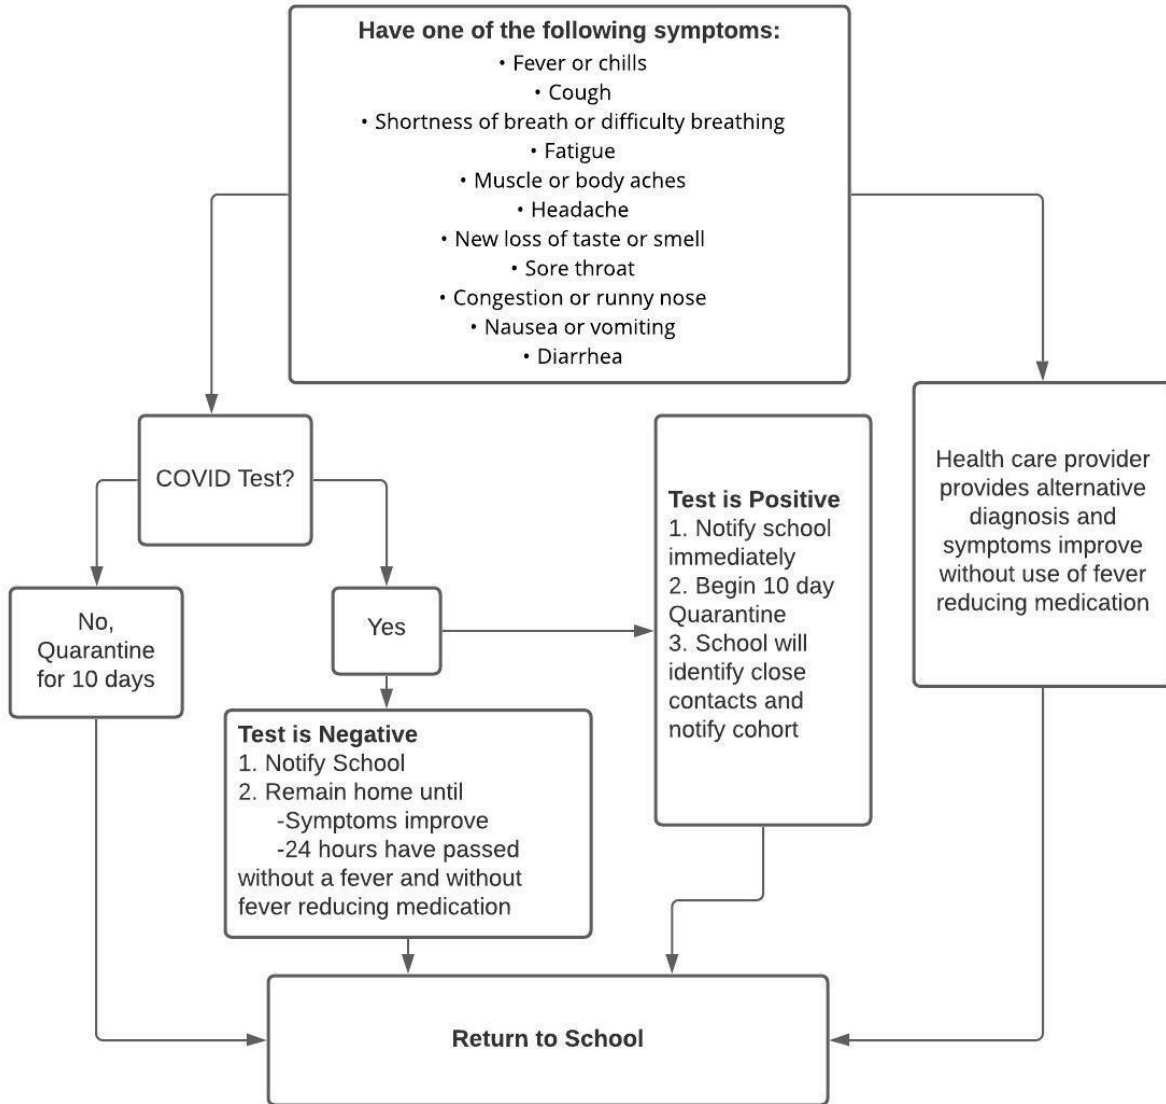 Have one of the following symptoms:
• Fever or chills
• Cough
• Shortness of breath or difficulty breathing
• Fatigue
• Muscle or body aches
• Headache
• New loss of taste or smell
• Sore throat
• Congestion or runny nose
• Nausea or vomiting
• Diarrhea
COVID Test?
No,
Quarantine
for 10 days
Yes
Test is Negative
1. Notify School
2. Remain home until
-Symptoms improve
-24 hours have passed
without a fever and without
fever reducing medication
Test is Positive
1. Notify school
immediately
2. Begin 10 day
Quarantine
3. School will
identify close
contacts and
notify cohort
Health care provider
provides alternative
diagnosis and
symptoms improve
without use of fever
reducing medication
Return to School